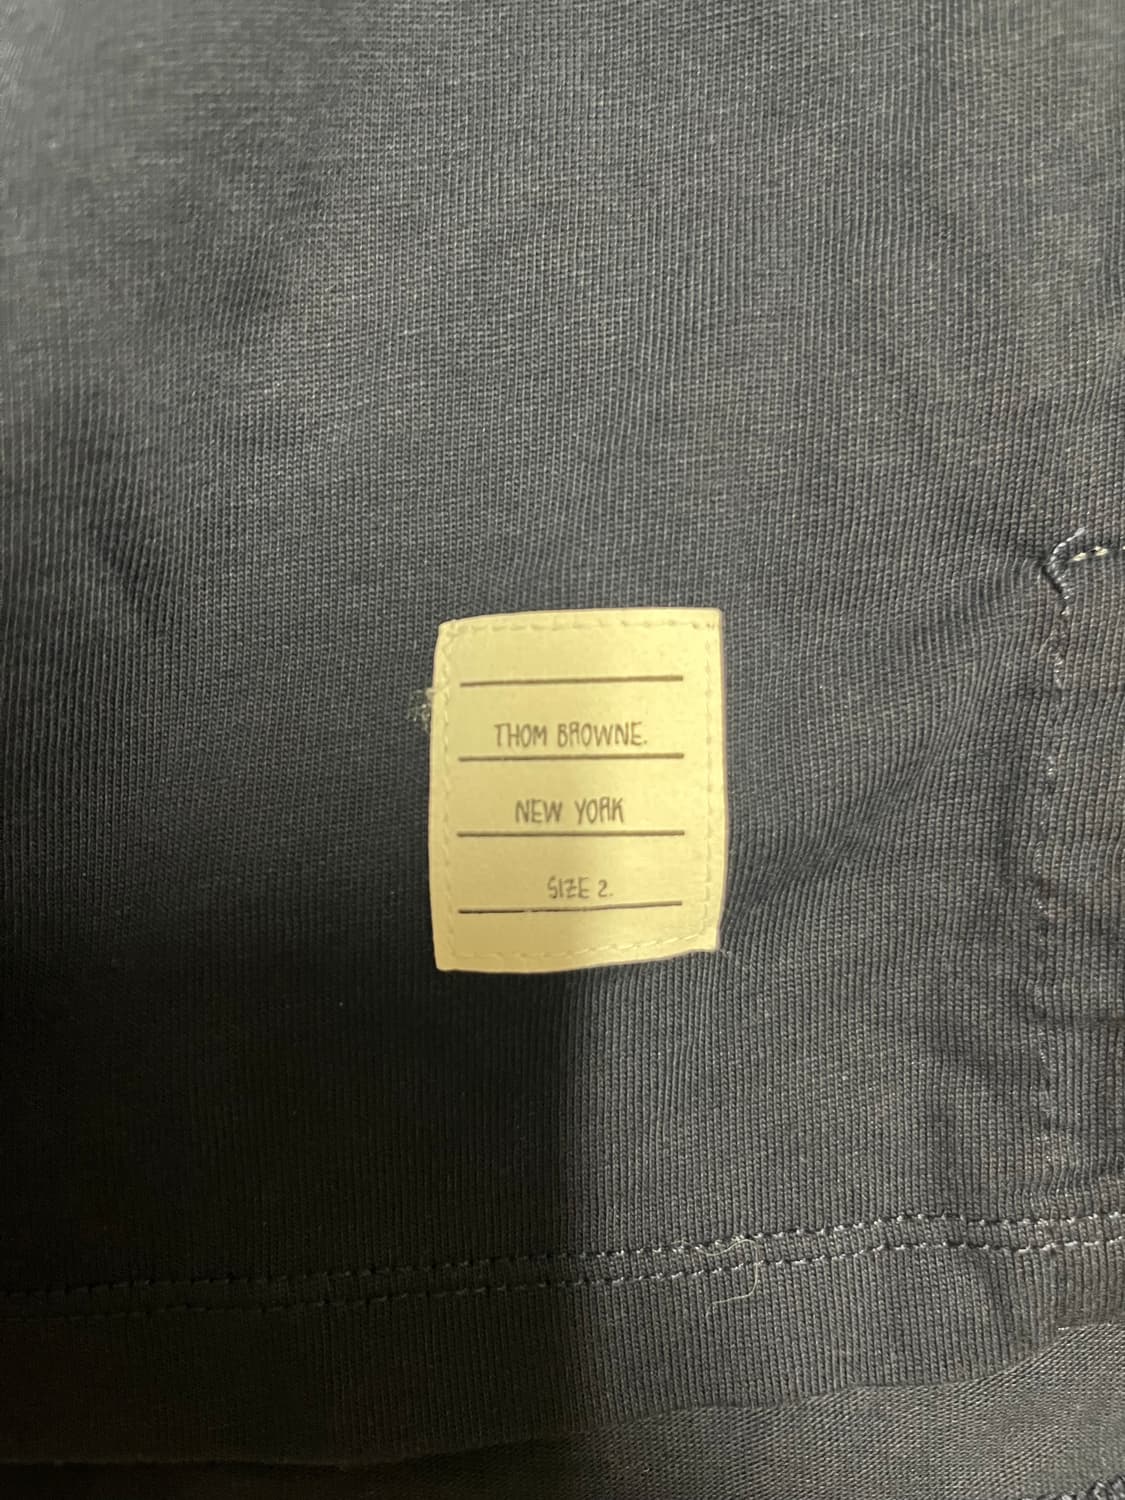 THOM BROWNE.
NEW YORK
SIZE 2.